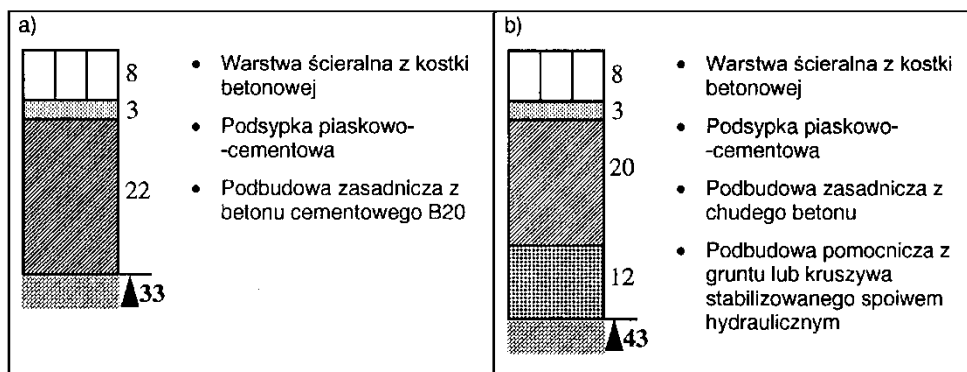 a)
8
3
22
33
• Warstwa ścieralna z kostki
betonowej
• Podsypka piaskowo-
-cementowa
• Podbudowa zasadnicza z
betonu cementowego B20
b)
8
3
20
12
43
• Warstwa ścieralna z kostki
betonowej
• Podsypka piaskowo-
-cementowa
• Podbudowa zasadnicza z
chudego betonu
• Podbudowa pomocnicza z
gruntu lub kruszywa
stabilizowanego spoiwem
hydraulicznym